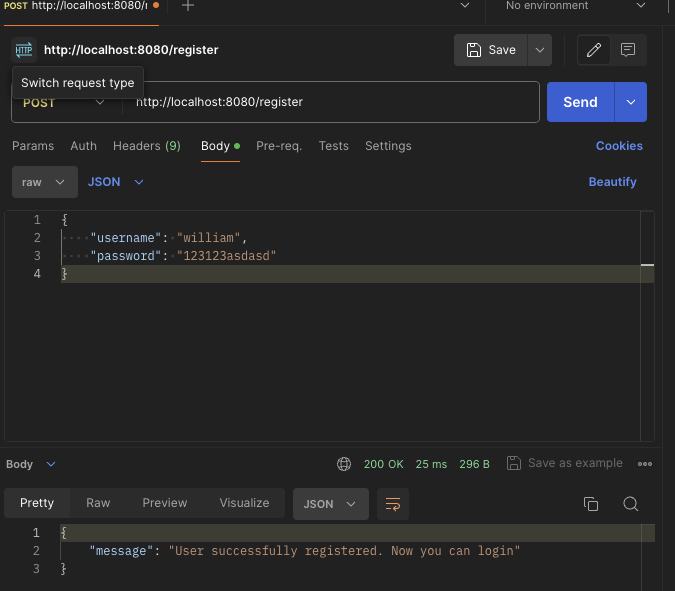 POST http://localhost:8080/r
No environment
HTTP http://localhost:8080/register
Save
Switch request type
POST http://localhost:8080/register
Send
Params Auth Headers (9) Body Pre-req. Tests Settings Cookies
raw JSON Beautify
1 {
2 "username": "william",
3 "password": "123123asdasd"
4 }
Body 200 OK 25 ms 296 B Save as example
Pretty Raw Preview Visualize JSON
1 {
2 "message": "User successfully registered. Now you can login"
3 }